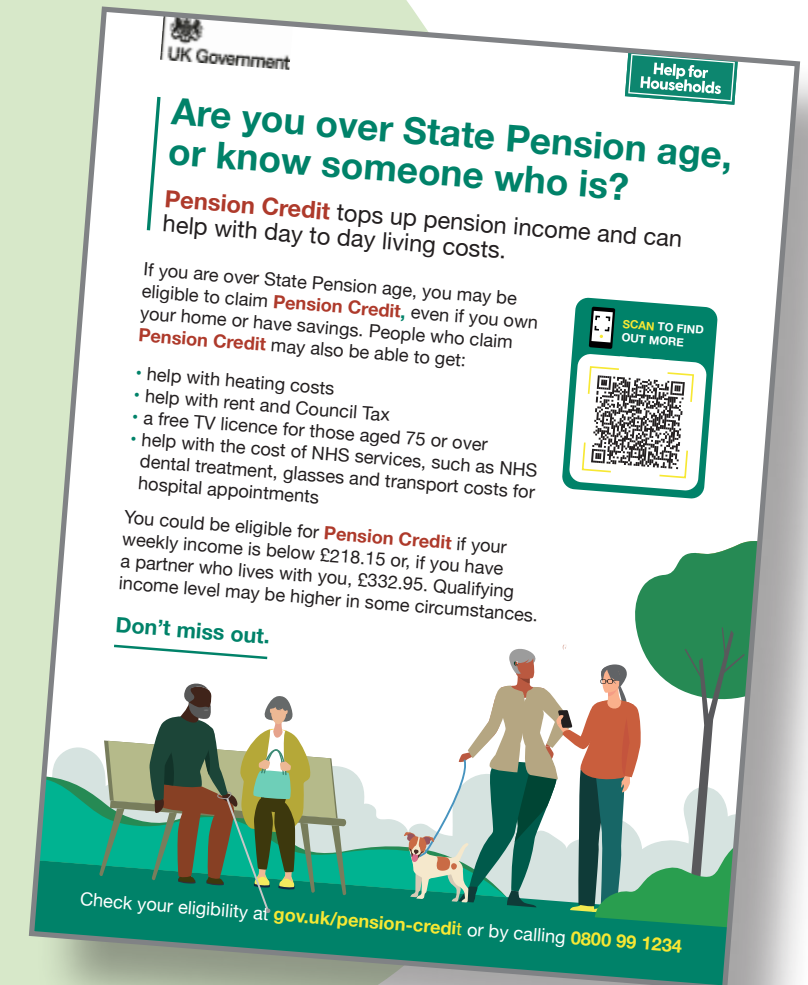 UK Government
Help for
Households
Are you over State Pension age,
or know someone who is?
Pension Credit tops up pension income and can
help with day to day living costs.
If you are over State Pension age, you may be
eligible to claim Pension Credit, even if you own
your home or have savings. People who claim
Pension Credit may also be able to get:
• help with heating costs
• help with rent and Council Tax
• a free TV licence for those aged 75 or over
• help with the cost of NHS services, such as NHS
dental treatment, glasses and transport costs for
hospital appointments
SCAN TO FIND
OUT MORE
You could be eligible for Pension Credit if your
weekly income is below £218.15 or, if you have
a partner who lives with you, £332.95. Qualifying
income level may be higher in some circumstances.
Don't miss out.
Check your eligibility at gov.uk/pension-credit or by calling 0800 99 1234